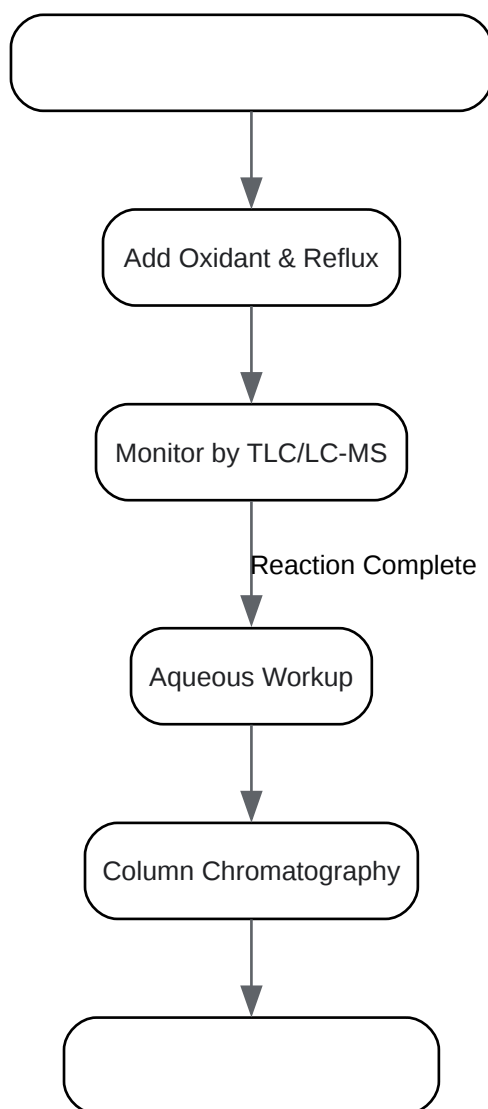 Add Oxidant & Reflux
Monitor by TLC/LC-MS
Reaction Complete
Aqueous Workup
Column Chromatography